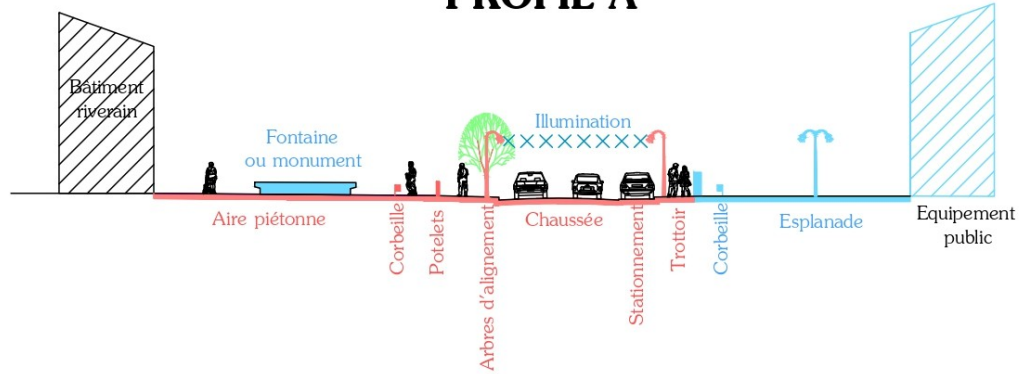 PROFIL A
Bâtiment
riverain
Fontaine
ou monument
Illumination
Aire piétonne
Corbeille
Potelets
Arbres d'alignement
Chaussée
Stationnement
Trottoir
Corbeille
Esplanade
Equipement
public